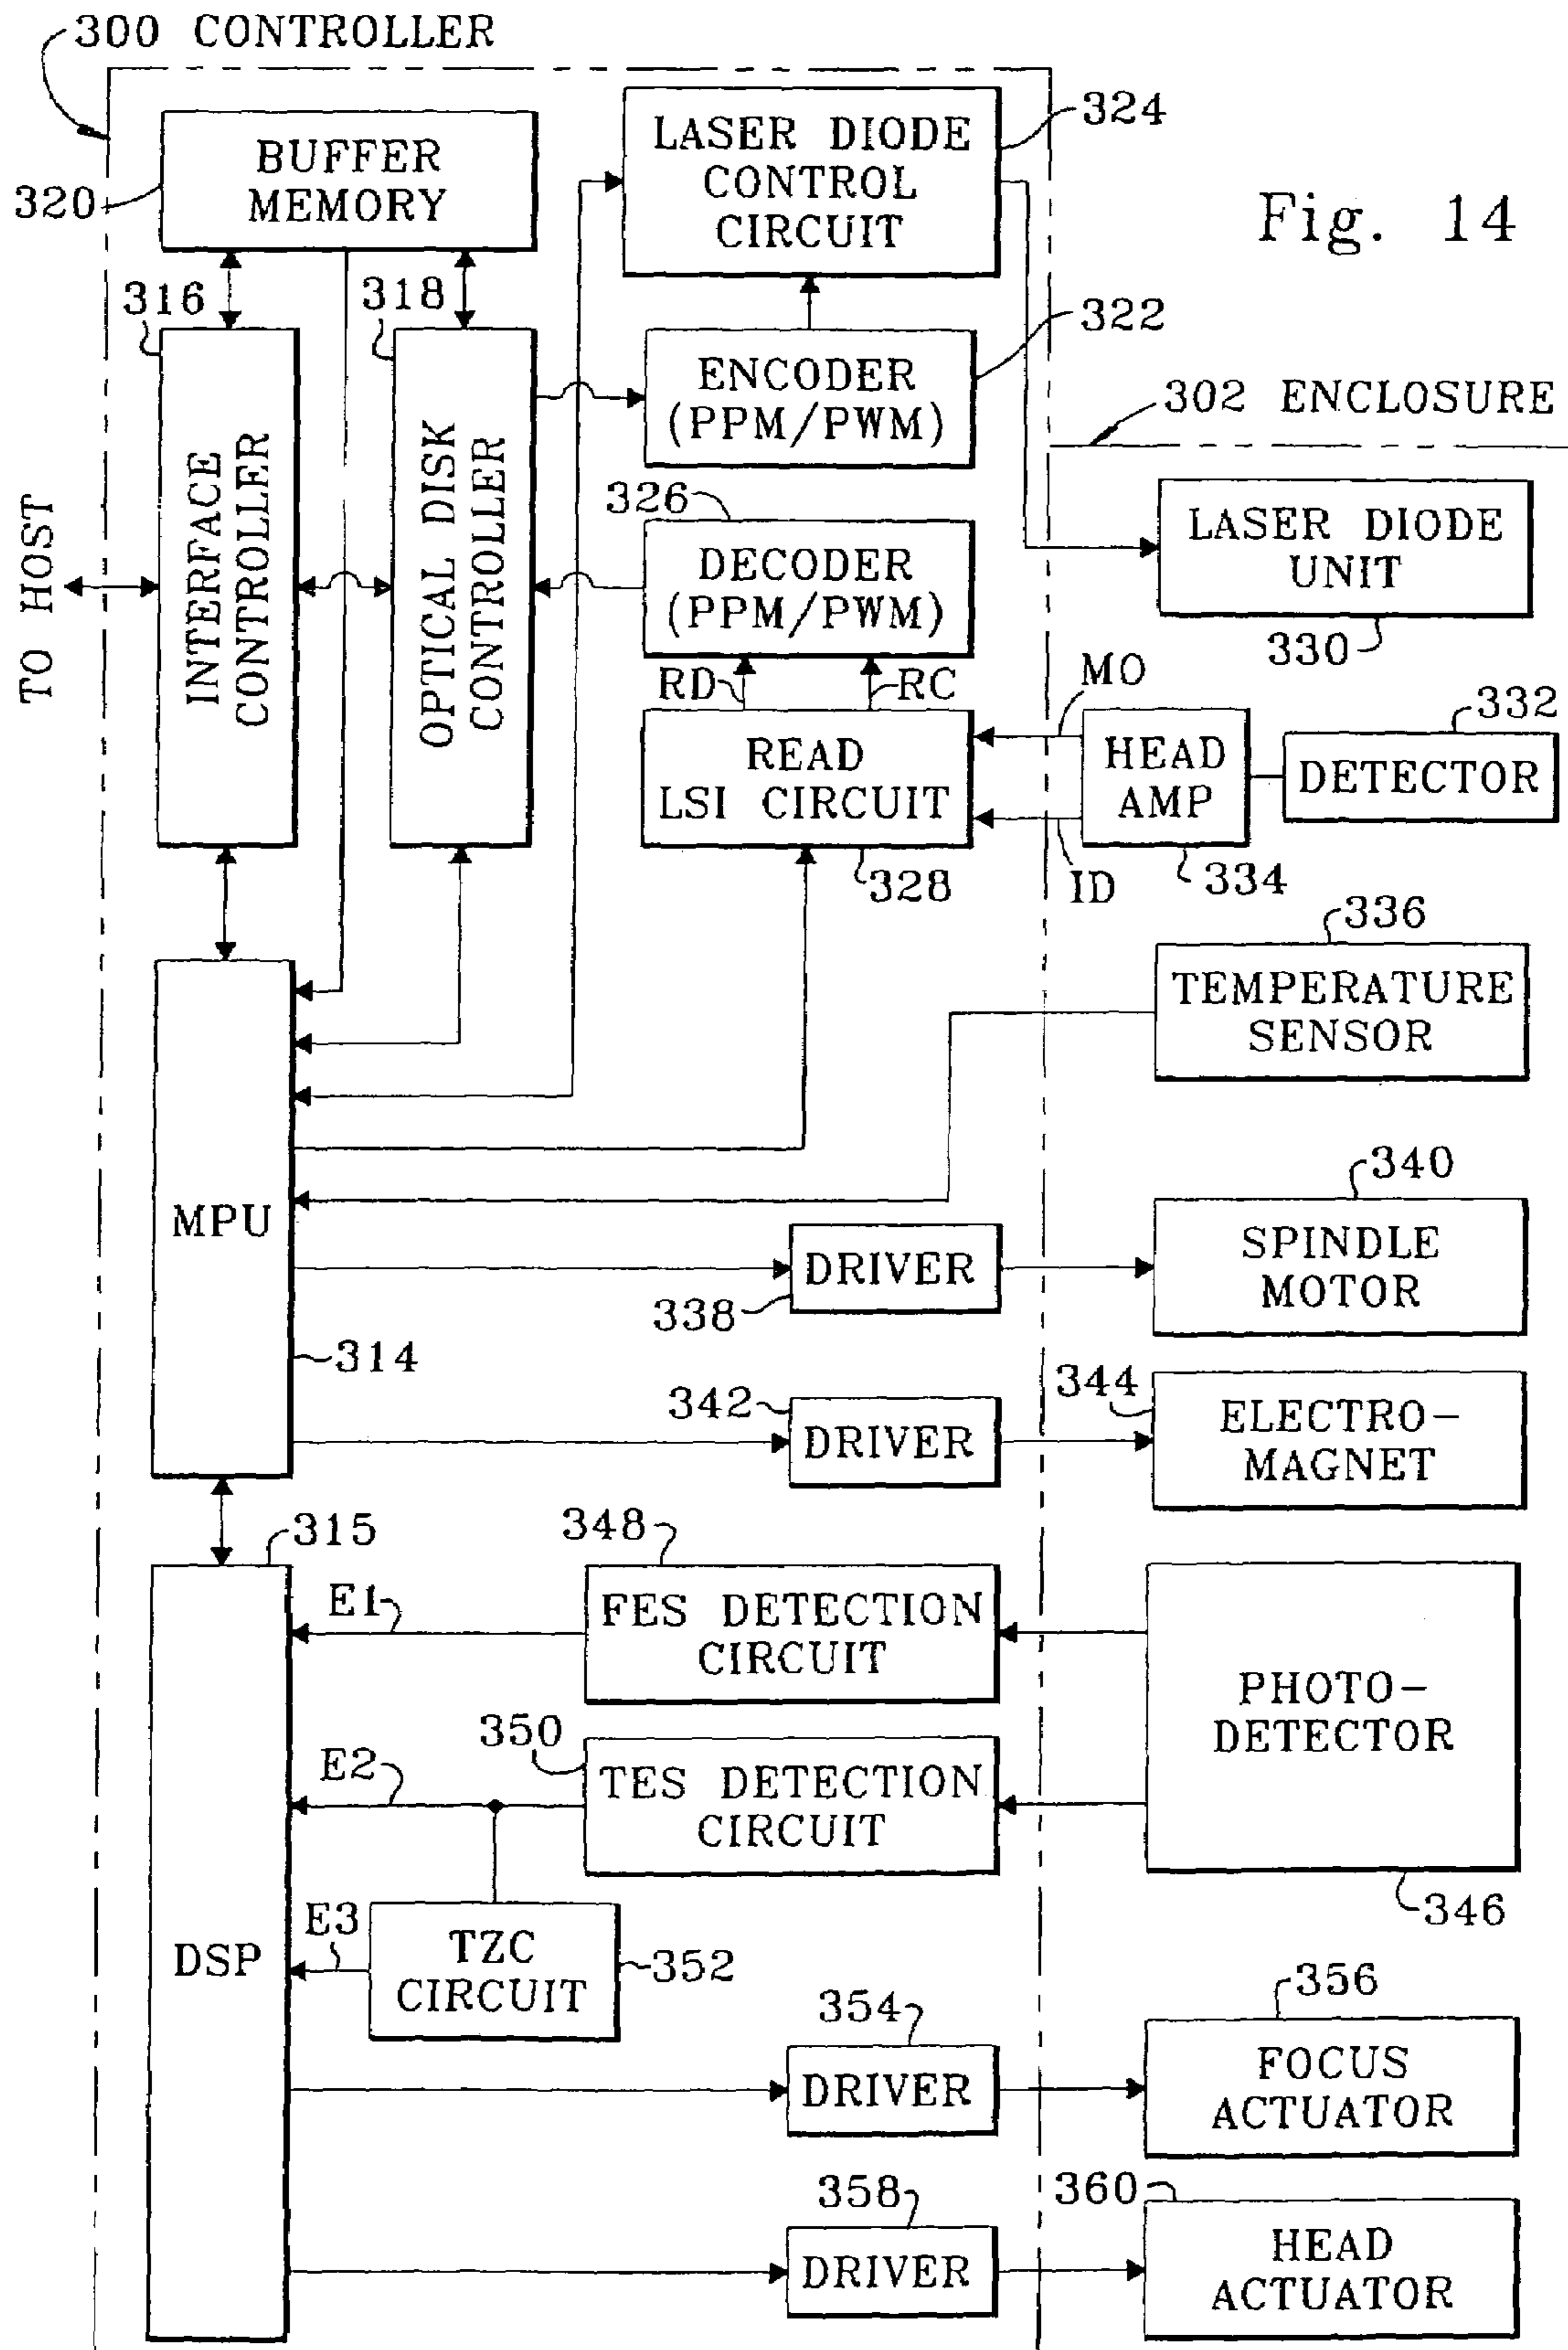 300 CONTROLLER
BUFFER
MEMORY
320
LASER DIODE
CONTROL
CIRCUIT
324
Fig. 14
316
318
322
ENCODER
(PPM/PWM)
302 ENCLOSURE
326
DECODER
(PPM/PWM)
LASER DIODE
UNIT
330
TO HOST
INTERFACE
CONTROLLER
OPTICAL DISK
CONTROLLER
RD
RC
MO
332
READ
LSI CIRCUIT
HEAD
AMP
DETECTOR
328
ID
334
336
TEMPERATURE
SENSOR
MPU
340
SPINDLE
MOTOR
DRIVER
338
314
342
DRIVER
344
ELECTRO-
MAGNET
315
348
E1
FES DETECTION
CIRCUIT
PHOTO-
DETECTOR
350
E2
TES DETECTION
CIRCUIT
346
E3
DSP
TZC
CIRCUIT
352
354
DRIVER
356
FOCUS
ACTUATOR
358
DRIVER
360
HEAD
ACTUATOR